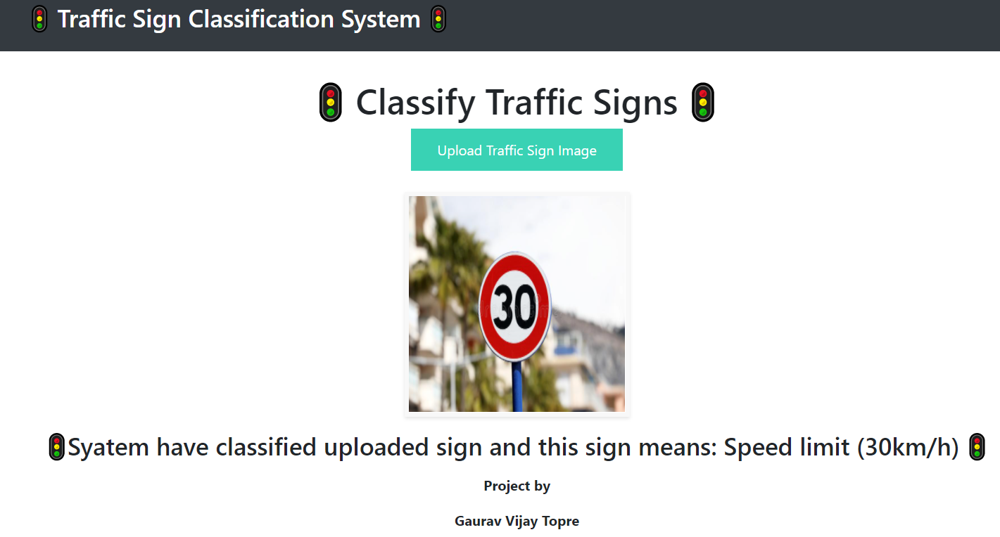 🚦 Traffic Sign Classification System 🚦
🚦 Classify Traffic Signs 🚦
Upload Traffic Sign Image
30
🚦Syatem have classified uploaded sign and this sign means: Speed limit (30km/h) 🚦
Project by
Gaurav Vijay Topre